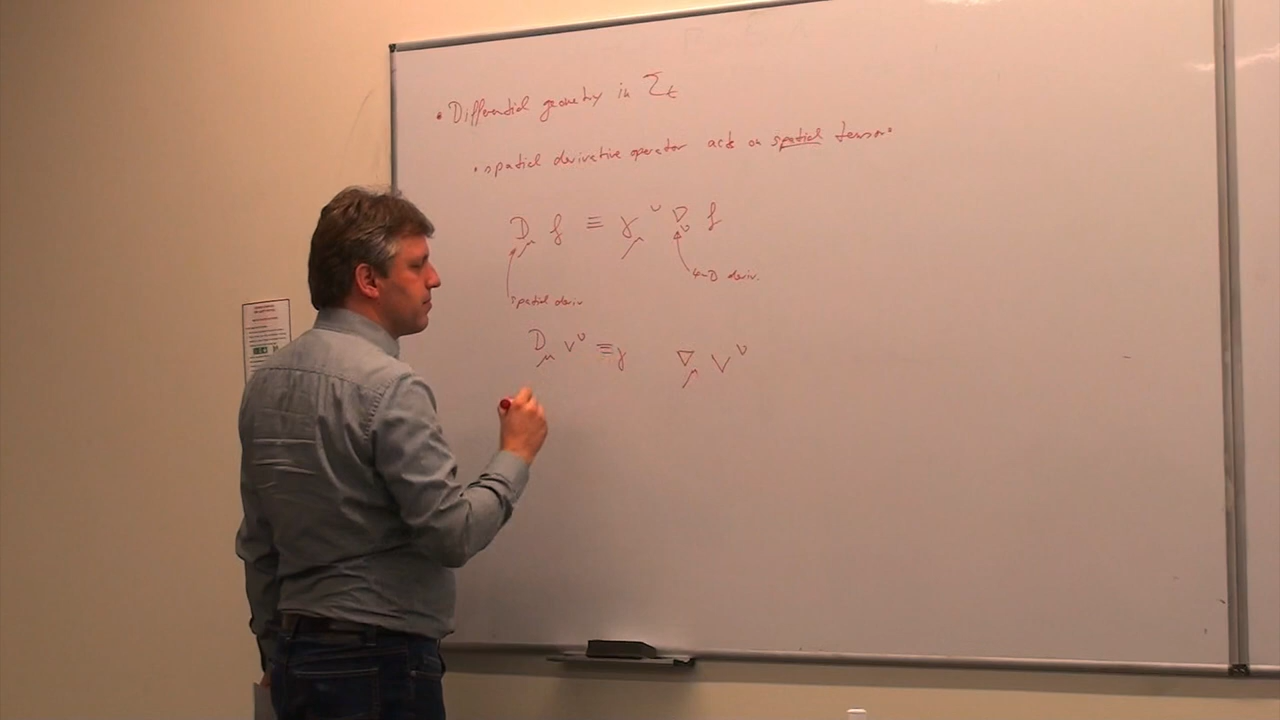 • Differential geometry in Σₜ
• spatial derivative operator acts on spatial tensors
D_μ f ≡ γ_μ^ν ∇_ν f
4-D deriv.
spatial deriv
D_μ V^ν ≡ γ ∇_μ V^ν